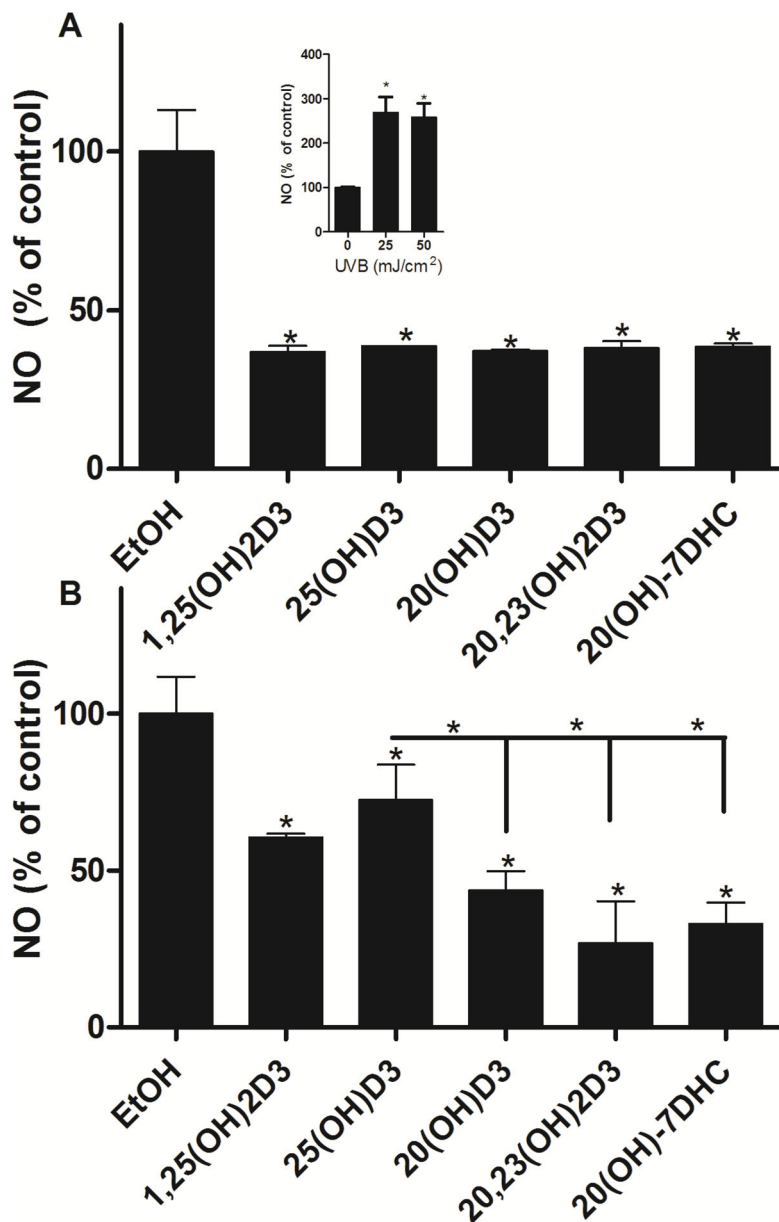 A
NO (% of control)
100
50
0
NO (% of control)
400
300
200
100
0
*
*
0 25 50
UVB (mJ/cm²)
* * * * *
EtOH
1,25(OH)2D3
25(OH)D3
20(OH)D3
20,23(OH)2D3
20(OH)-7DHC
B
NO (% of control)
100
50
0
* * *
* * * * *
EtOH
1,25(OH)2D3
25(OH)D3
20(OH)D3
20,23(OH)2D3
20(OH)-7DHC